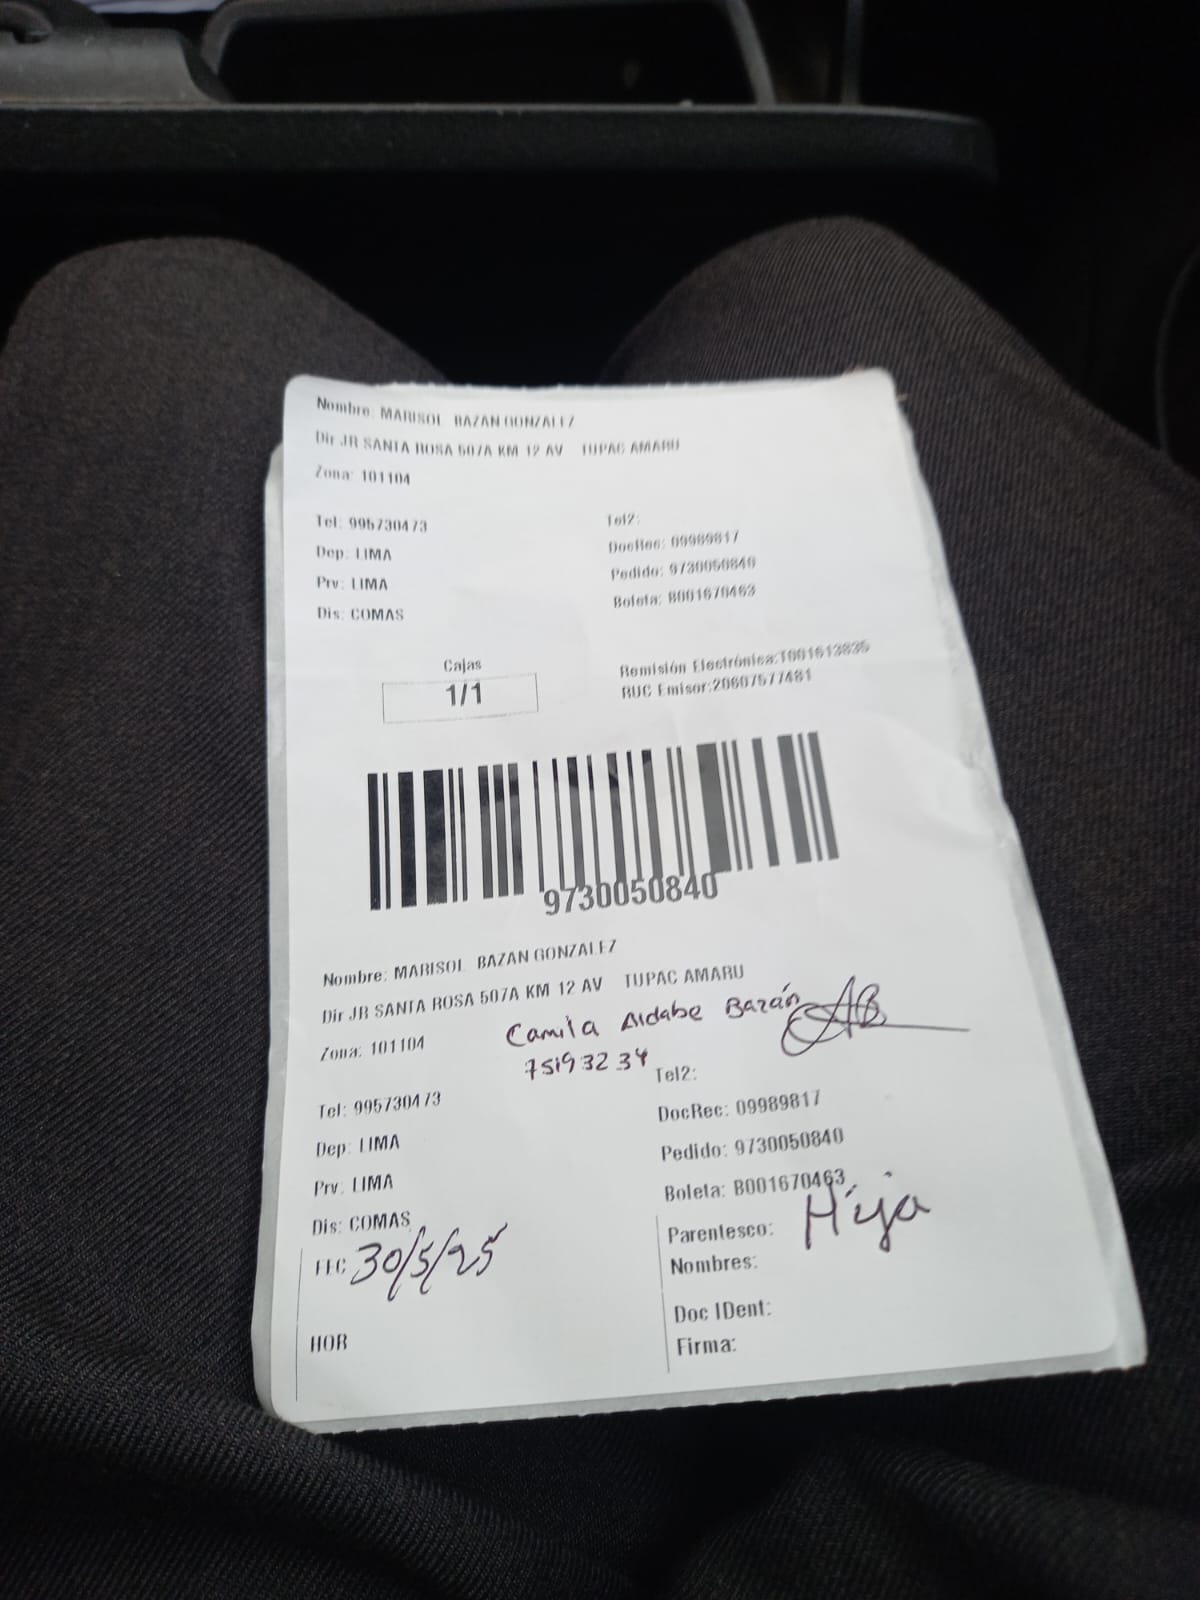 Nombre: MARISOL BAZAN GONZALEZ
Dir JR SANTA ROSA 507A KM 12 AV TUPAC AMARU
Zona: 101104
Tel: 995730473
Tel2:
Dep: LIMA
DocRec: 09989817
Prv: LIMA
Pedido: 9730050840
Dis: COMAS
Boleta: B001670463
Cajas
1/1
Remisión Electrónica:T001613835
RUC Emisor:20607577481
9730050840
Nombre: MARISOL BAZAN GONZALEZ
Dir JR SANTA ROSA 507A KM 12 AV TUPAC AMARU
Zona: 101104
Camila Aldabe Bazán AB
75193234
Tel: 995730473
Tel2:
Dep: LIMA
DocRec: 09989817
Prv: LIMA
Pedido: 9730050840
Dis: COMAS
Boleta: B001670463
FEC 30/5/25
Parentesco: Hija
Nombres:
HOR
Doc IDent:
Firma: